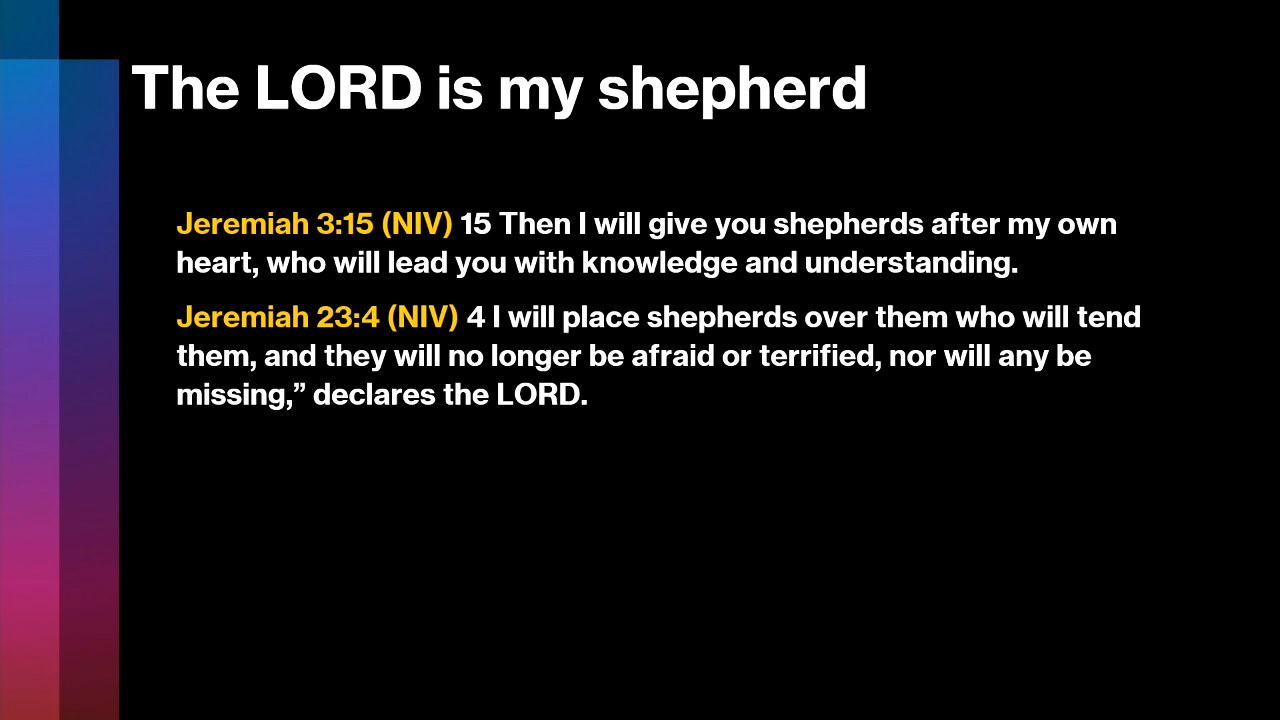 The LORD is my shepherd
Jeremiah 3:15 (NIV) 15 Then I will give you shepherds after my own
heart, who will lead you with knowledge and understanding.
Jeremiah 23:4 (NIV) 4 I will place shepherds over them who will tend
them, and they will no longer be afraid or terrified, nor will any be
missing,” declares the LORD.